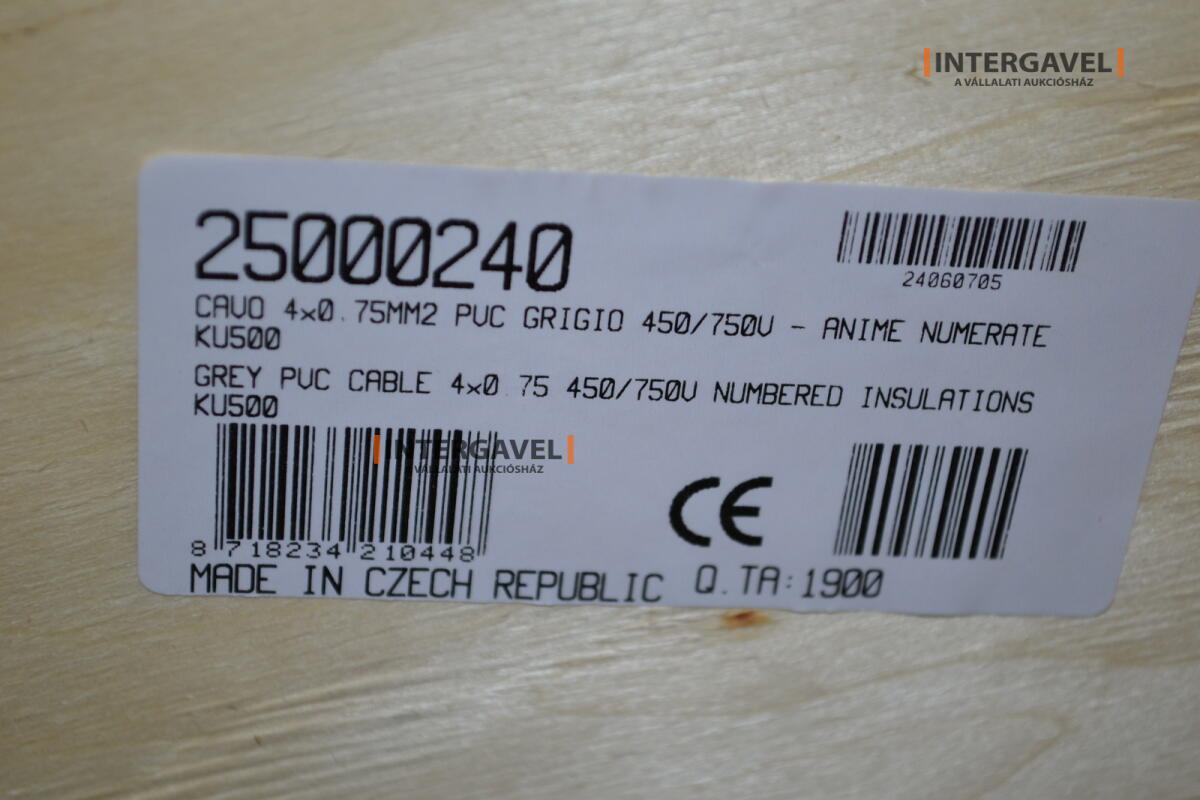 INTERGAVEL
A VÁLLALATI AUKCIÓSHÁZ
25000240
24060705
CAVO 4x0.75MM2 PVC GRIGIO 450/750V - ANIME NUMERATE
KU500
GREY PVC CABLE 4x0.75 450/750V NUMBERED INSULATIONS
KU500
INTERGAVEL
A VÁLLALATI AUKCIÓSHÁZ
8 718234 210448
CE
MADE IN CZECH REPUBLIC Q.TA:1900